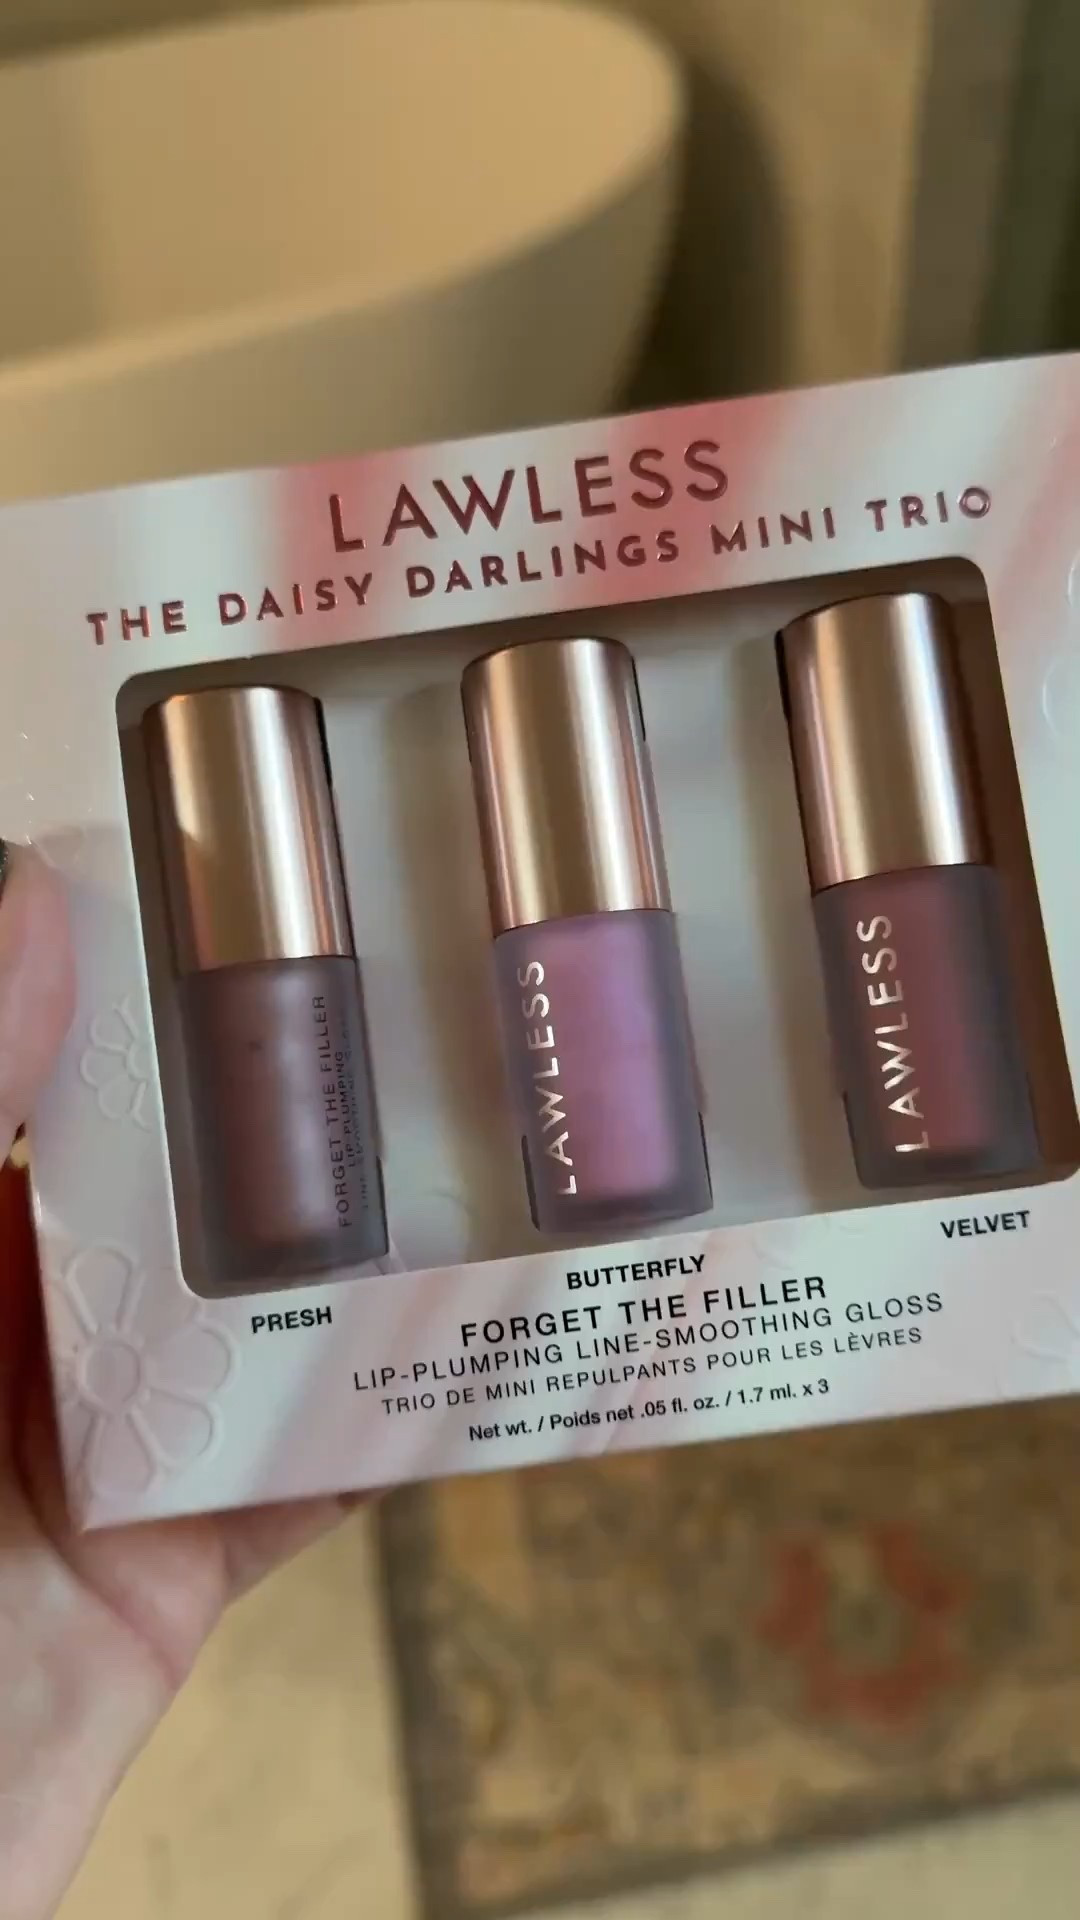 LAWLESS
THE DAISY DARLINGS MINI TRIO
FORGET THE FILLER
LIP PLUMPING
LAWLESS
LAWLESS
PRESH
BUTTERFLY
VELVET
FORGET THE FILLER
LIP-PLUMPING LINE-SMOOTHING GLOSS
TRIO DE MINI REPULPANTS POUR LES LÈVRES
Net wt. / Poids net .05 fl. oz. / 1.7 ml. x 3